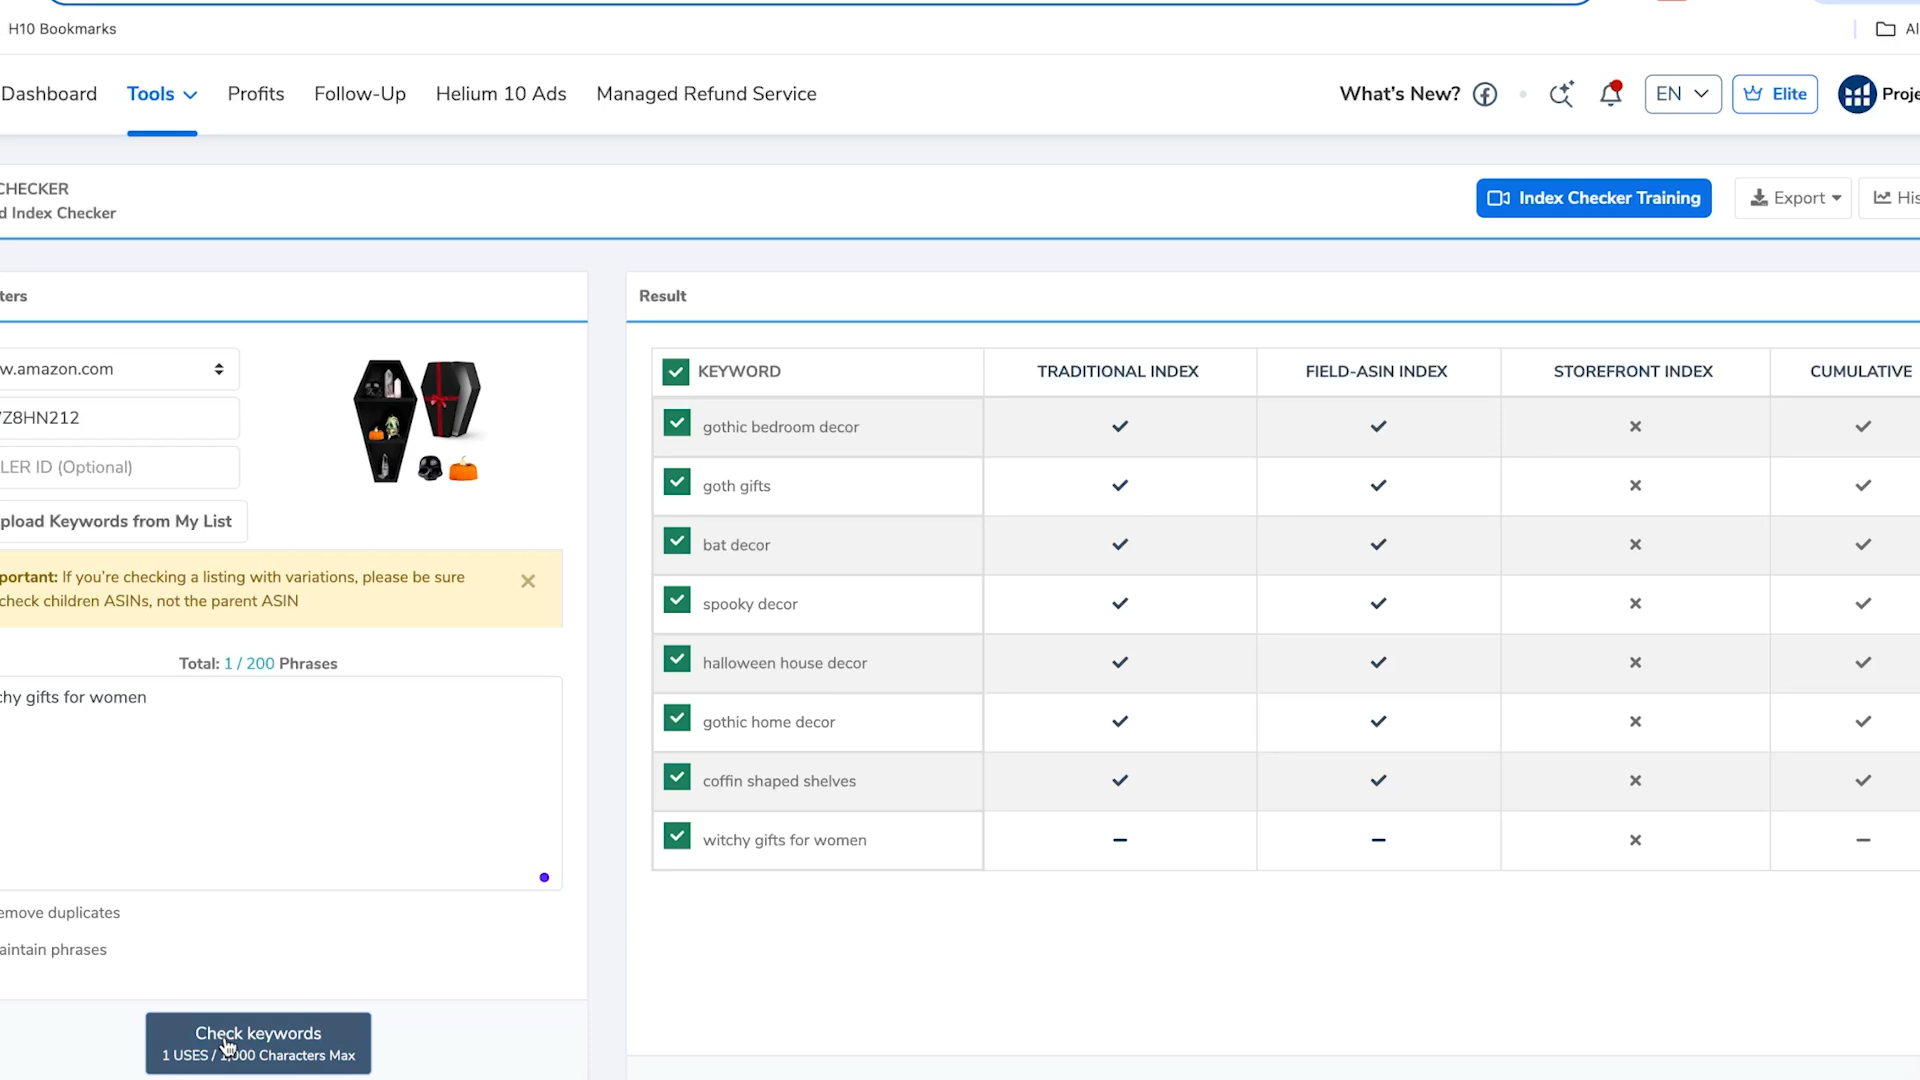 H10 Bookmarks
Al
Dashboard
Tools
Profits
Follow-Up
Helium 10 Ads
Managed Refund Service
What's New?
EN
Elite
Proje
CHECKER
d Index Checker
Index Checker Training
Export
His
ters
Result
w.amazon.com
Z8HN212
LER ID (Optional)
pload Keywords from My List
portant: If you're checking a listing with variations, please be sure
check children ASINs, not the parent ASIN
Total: 1 / 200 Phrases
chy gifts for women
emove duplicates
aintain phrases
Check keywords
1 USES / 1,000 Characters Max
KEYWORD
TRADITIONAL INDEX
FIELD-ASIN INDEX
STOREFRONT INDEX
CUMULATIVE
gothic bedroom decor
goth gifts
bat decor
spooky decor
halloween house decor
gothic home decor
coffin shaped shelves
witchy gifts for women